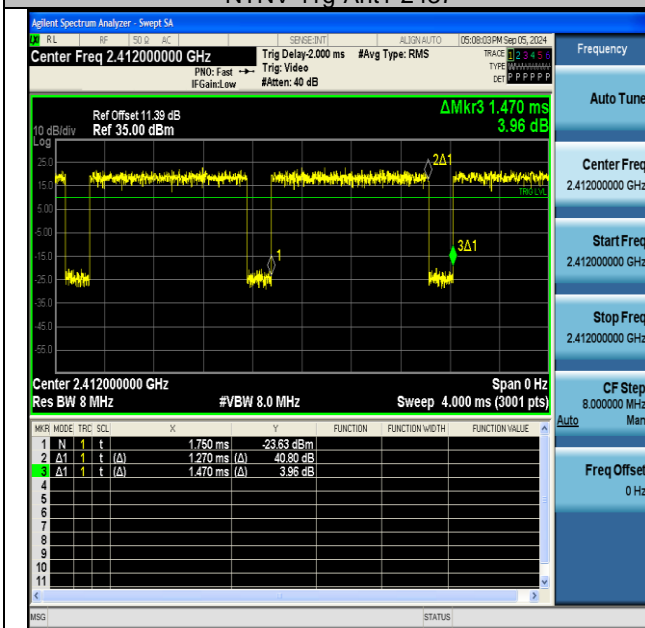 NTNV 11g Ant1 2437
Agilent Spectrum Analyzer - Swept SA
RL RF 50 Ω AC SENSE:INT ALIGN AUTO 05:08:03 PM Sep 05, 2024
Center Freq 2.412000000 GHz Trig Delay-2.000 ms #Avg Type: RMS TRACE 1 2 3 4 5 6
PNO: Fast Trig: Video TYPE
IFGain:Low #Atten: 40 dB DET P P P P P P
Frequency
Auto Tune
Ref Offset 11.39 dB ΔMkr3 1.470 ms
10 dB/div Ref 35.00 dBm 3.96 dB
Log
25.0
15.0
5.00
-5.00
-15.0
-25.0
-35.0
-45.0
-55.0
2Δ1
TRIG LVL
1
3Δ1
Center 2.412000000 GHz Span 0 Hz
Res BW 8 MHz #VBW 8.0 MHz Sweep 4.000 ms (3001 pts)
MKR MODE TRC SCL X Y FUNCTION FUNCTION WIDTH FUNCTION VALUE
1 N 1 t 1.750 ms -23.63 dBm
2 Δ1 1 t (Δ) 1.270 ms (Δ) 40.80 dB
3 Δ1 1 t (Δ) 1.470 ms (Δ) 3.96 dB
4
5
6
7
8
9
10
11
Center Freq
2.412000000 GHz
Start Freq
2.412000000 GHz
Stop Freq
2.412000000 GHz
CF Step
8.000000 MHz
Auto Man
Freq Offset
0 Hz
MSG STATUS